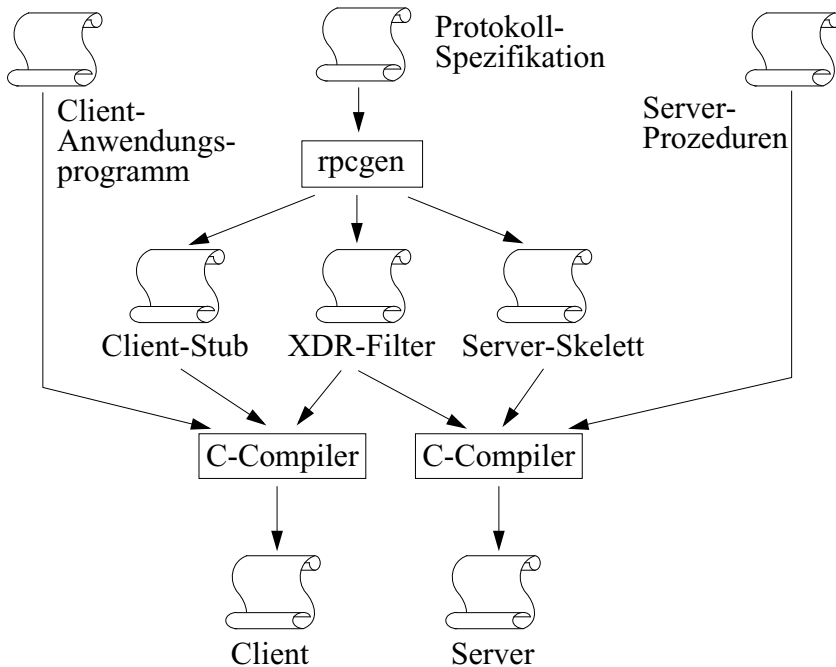 Protokoll-
Spezifikation
Client-
Anwendungs-
programm
Server-
Prozeduren
rpcgen
Client-Stub
XDR-Filter
Server-Skelett
C-Compiler
C-Compiler
Client
Server